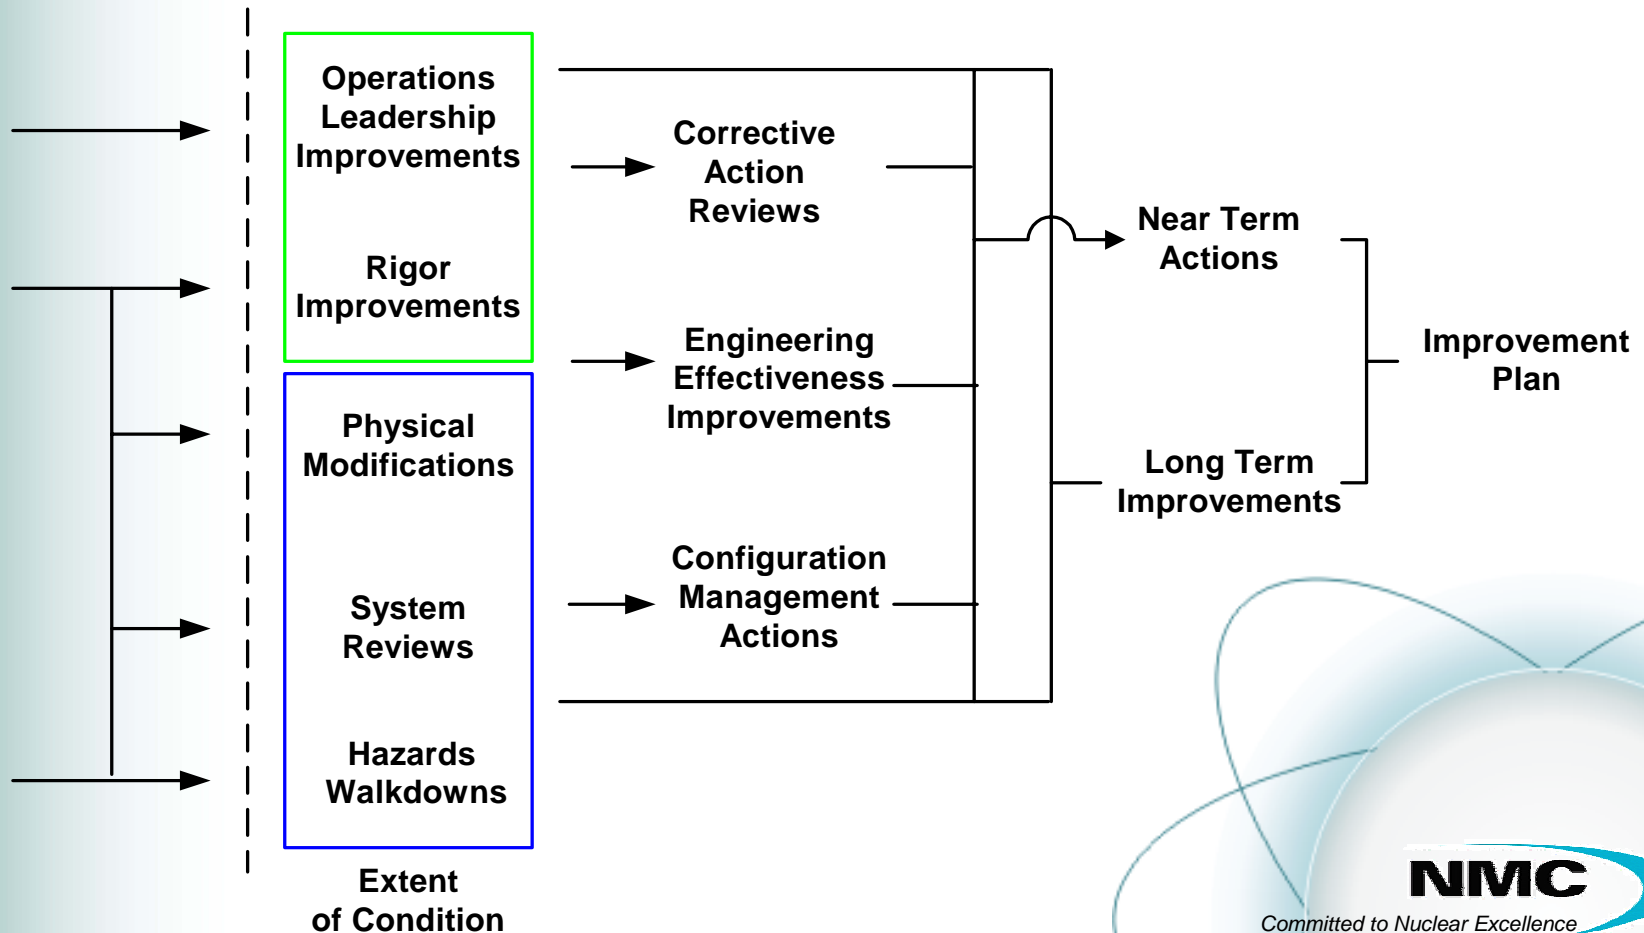 Operations
Leadership
Improvements
Rigor
Improvements
Physical
Modifications
System
Reviews
Hazards
Walkdowns
Extent
of Condition
Corrective
Action
Reviews
Engineering
Effectiveness
Improvements
Configuration
Management
Actions
Near Term
Actions
Long Term
Improvements
Improvement
Plan
NMC
Committed to Nuclear Excellence